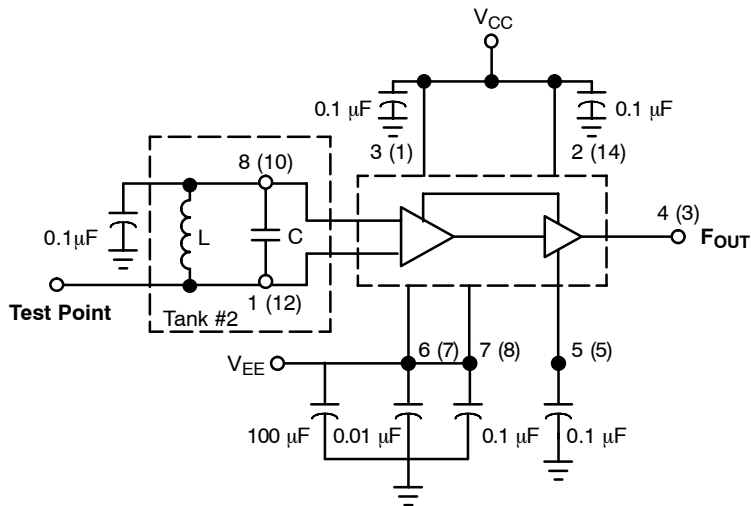 VCC
0.1 μF
0.1 μF
3 (1)
2 (14)
8 (10)
4 (3)
0.1μF
L
C
FOUT
1 (12)
Test Point
Tank #2
VEE
6 (7)
7 (8)
5 (5)
100 μF
0.01 μF
0.1 μF
0.1 μF